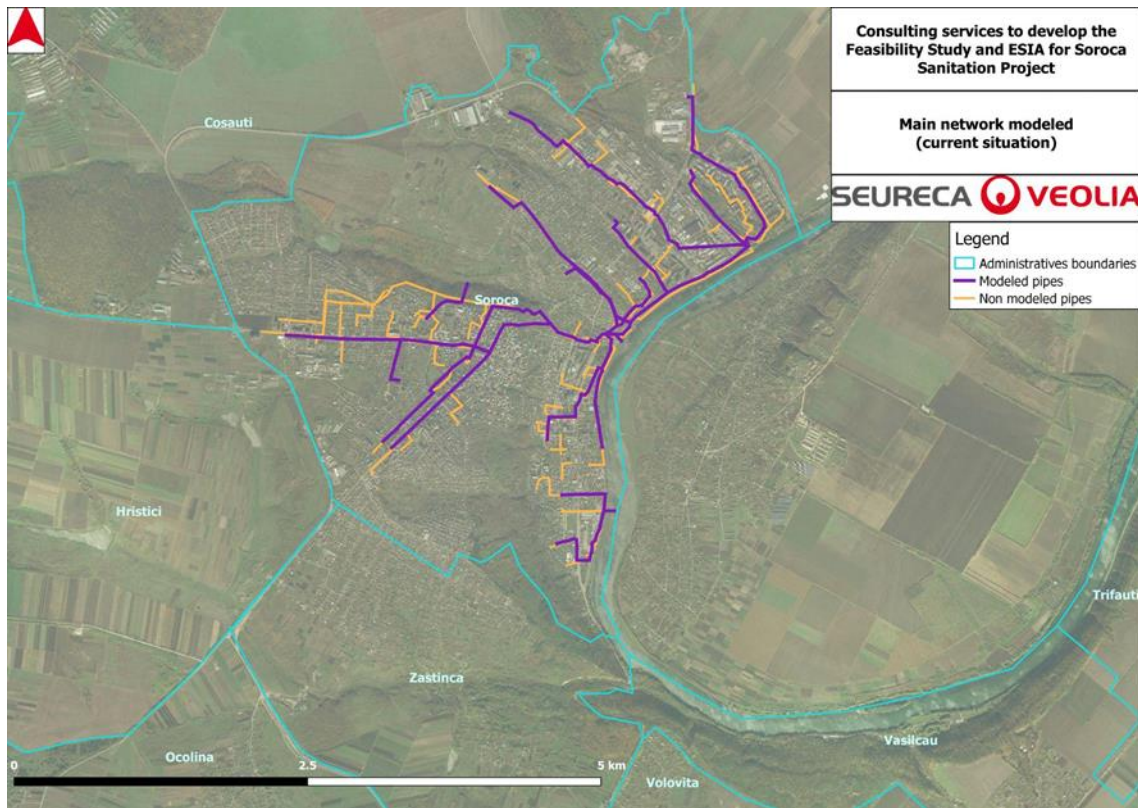 Consulting services to develop the
Feasibility Study and ESIA for Soroca
Sanitation Project
Main network modeled
(current situation)
SEURECA VEOLIA
Legend
Administratives boundaries
Modeled pipes
Non modeled pipes
Cosauti
Soroca
Hristici
Trifauti
Zastinca
Ocolina
Vasilcau
Volovita
0 2.5 5 km